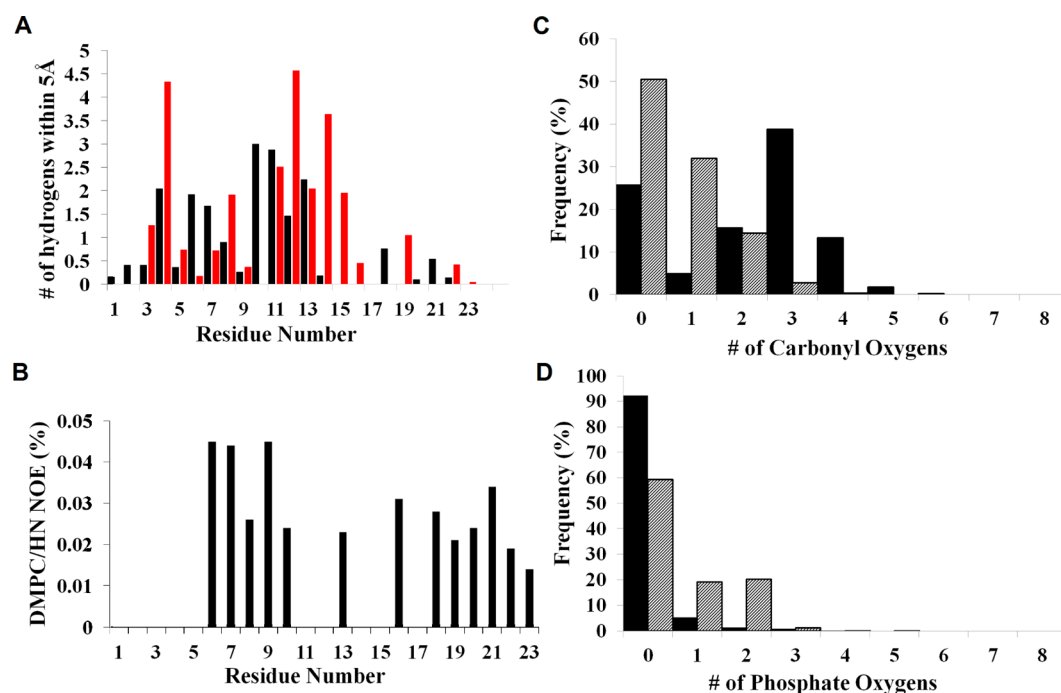 A
# of hydrogens within 5Å
5
4.5
4
3.5
3
2.5
2
1.5
1
0.5
0
1 3 5 7 9 11 13 15 17 19 21 23
Residue Number
B
DMPC/HN NOE (%)
0.05
0.04
0.03
0.02
0.01
0
1 3 5 7 9 11 13 15 17 19 21 23
Residue Number
C
Frequency (%)
60
50
40
30
20
10
0
0 1 2 3 4 5 6 7 8
# of Carbonyl Oxygens
D
Frequency (%)
100
90
80
70
60
50
40
30
20
10
0
0 1 2 3 4 5 6 7 8
# of Phosphate Oxygens